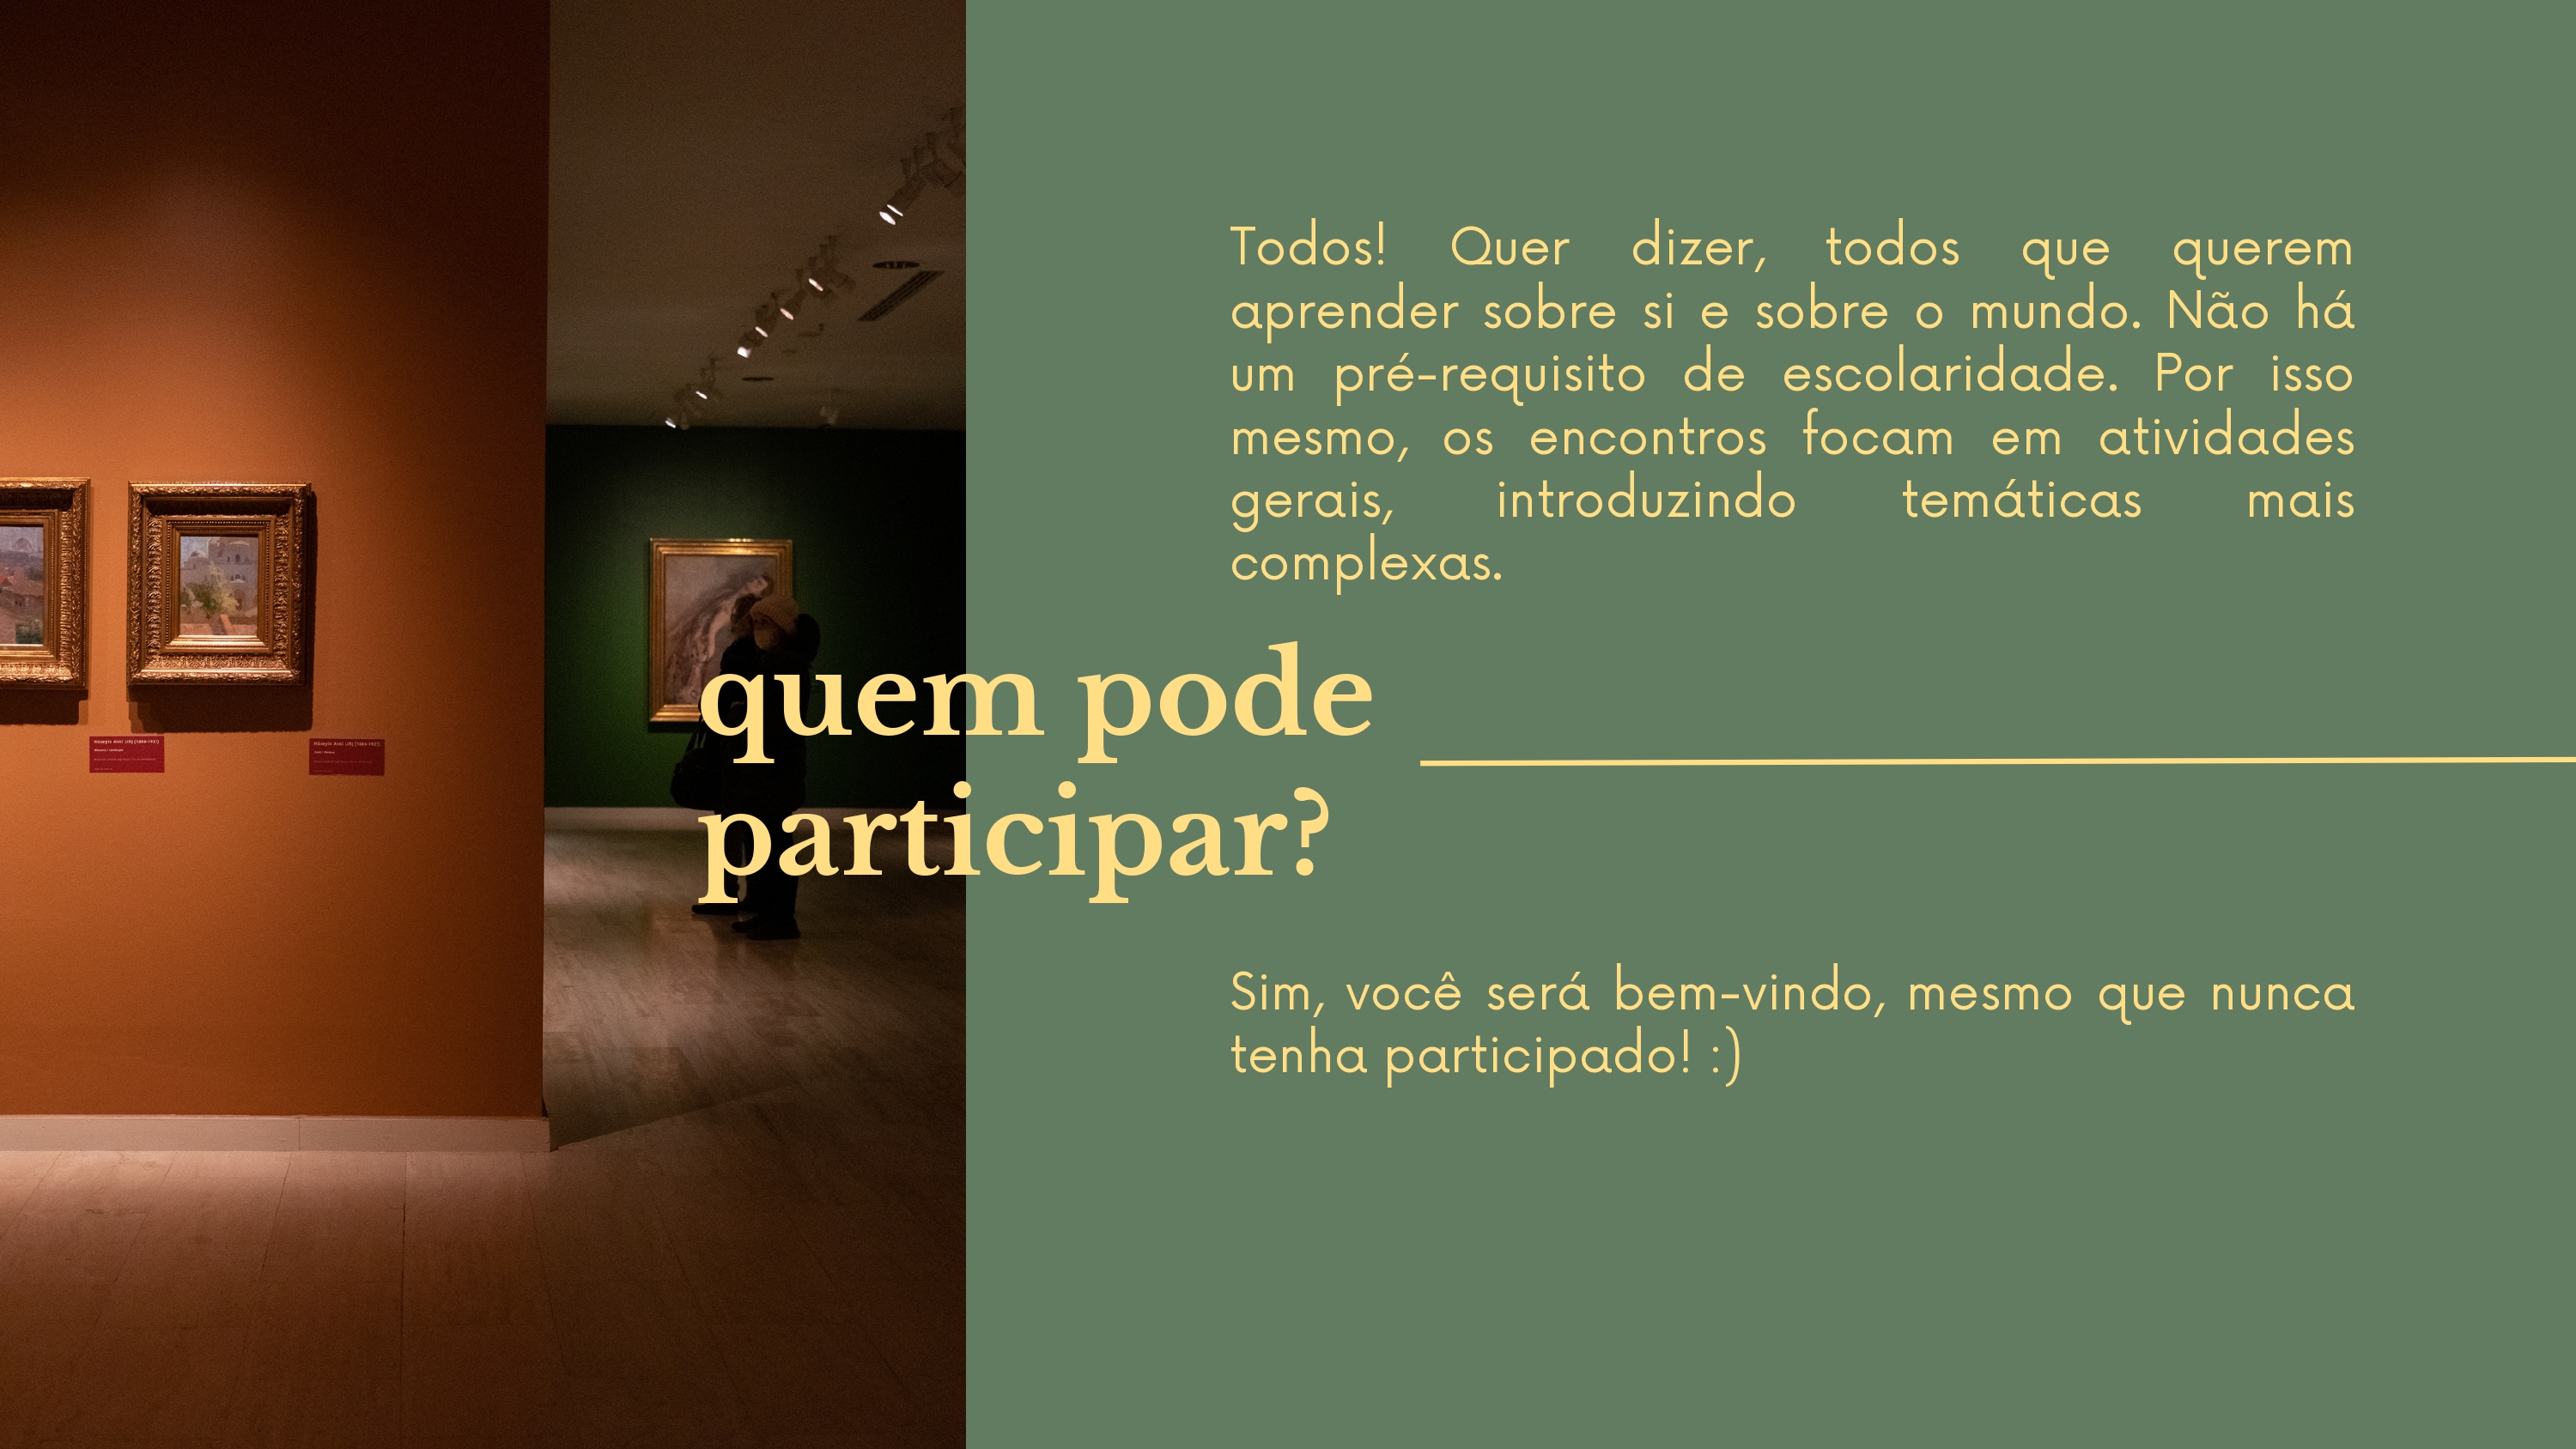 Todos! Quer dizer, todos que querem
aprender sobre si e sobre o mundo. Não há
um pré-requisito de escolaridade. Por isso
mesmo, os encontros focam em atividades
gerais, introduzindo temáticas mais
complexas.
quem pode
participar?
Sim, você será bem-vindo, mesmo que nunca
tenha participado! :)